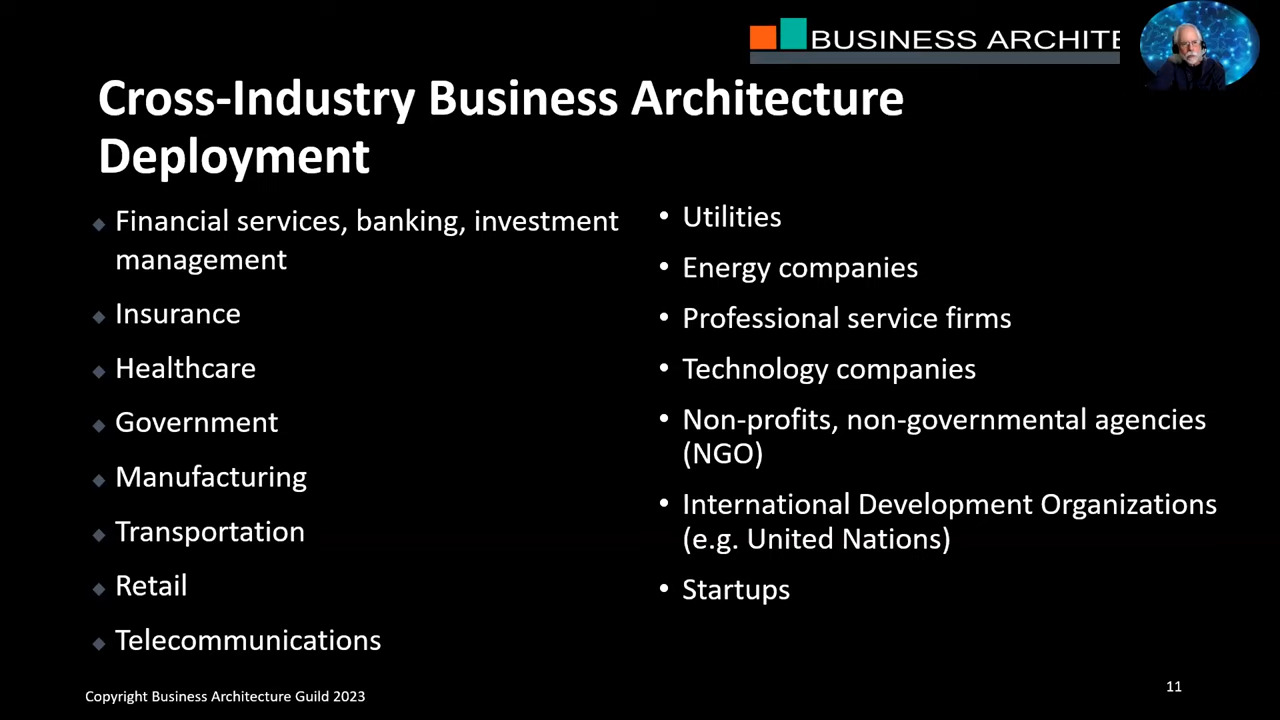 BUSINESS ARCHITE
Cross-Industry Business Architecture
Deployment
Financial services, banking, investment
management
Insurance
Healthcare
Government
Manufacturing
Transportation
Retail
Telecommunications
• Utilities
• Energy companies
• Professional service firms
• Technology companies
• Non-profits, non-governmental agencies
(NGO)
• International Development Organizations
(e.g. United Nations)
• Startups
Copyright Business Architecture Guild 2023
11